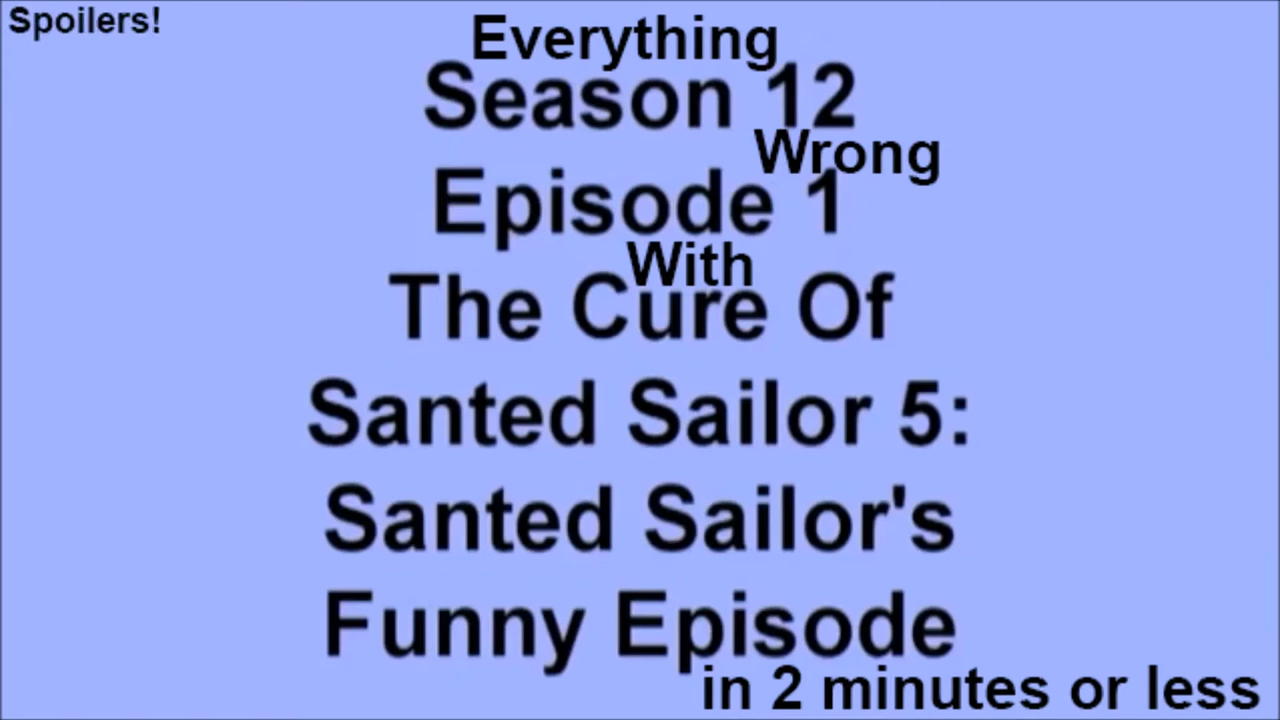 Spoilers!
Everything
Season 12
Wrong
Episode 1
With
The Cure Of
Santed Sailor 5:
Santed Sailor's
Funny Episode
in 2 minutes or less